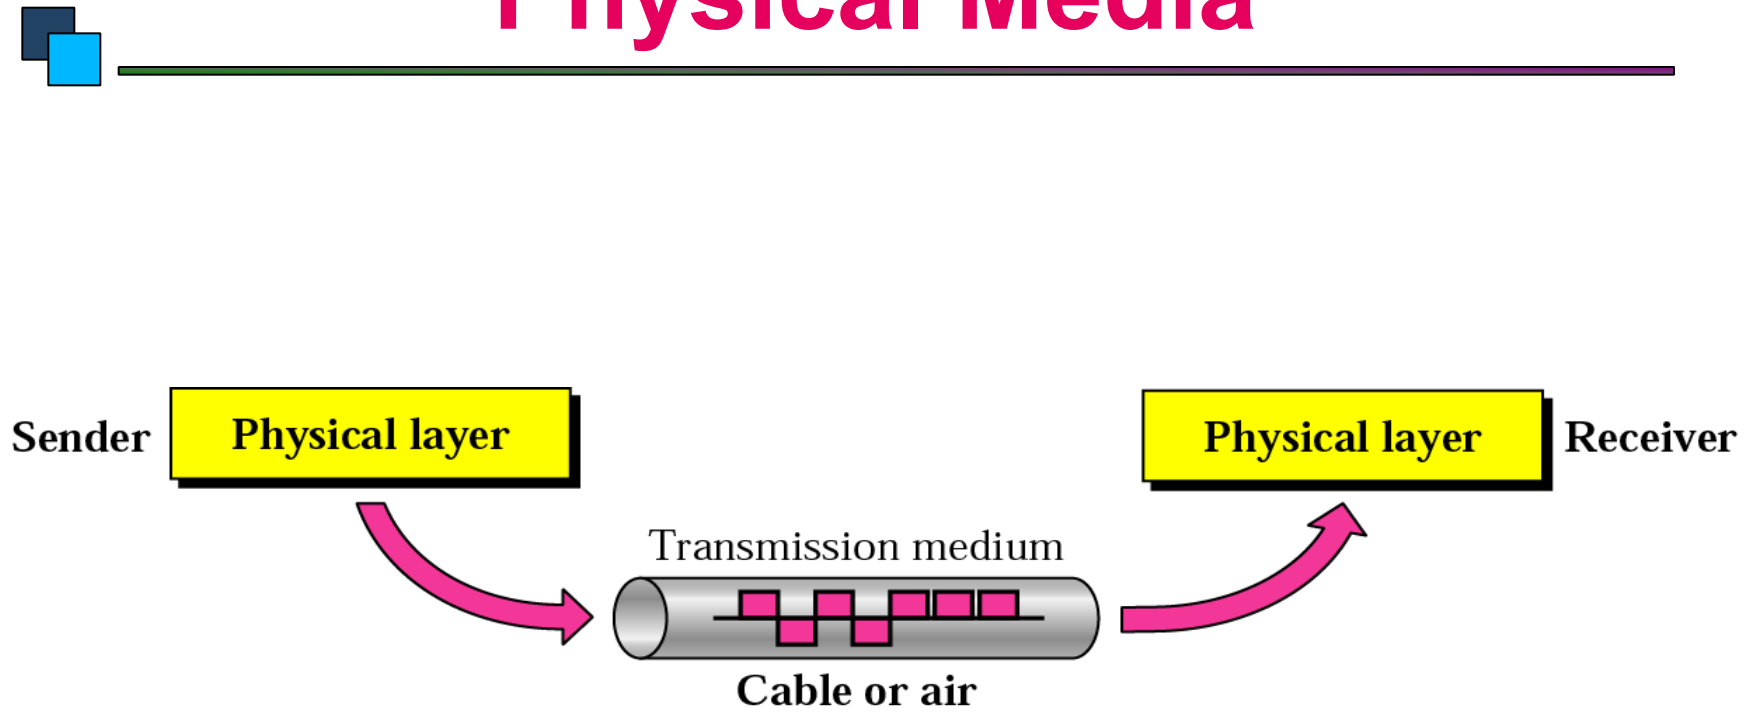 Physical Media
Sender
Physical layer
Physical layer
Receiver
Transmission medium
Cable or air